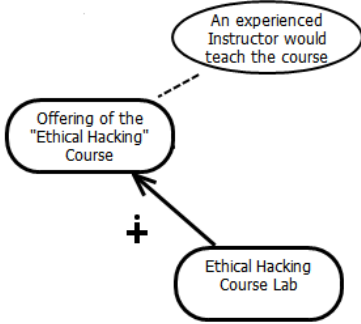 An experienced
Instructor would
teach the course
Offering of the
"Ethical Hacking"
Course
+
Ethical Hacking
Course Lab